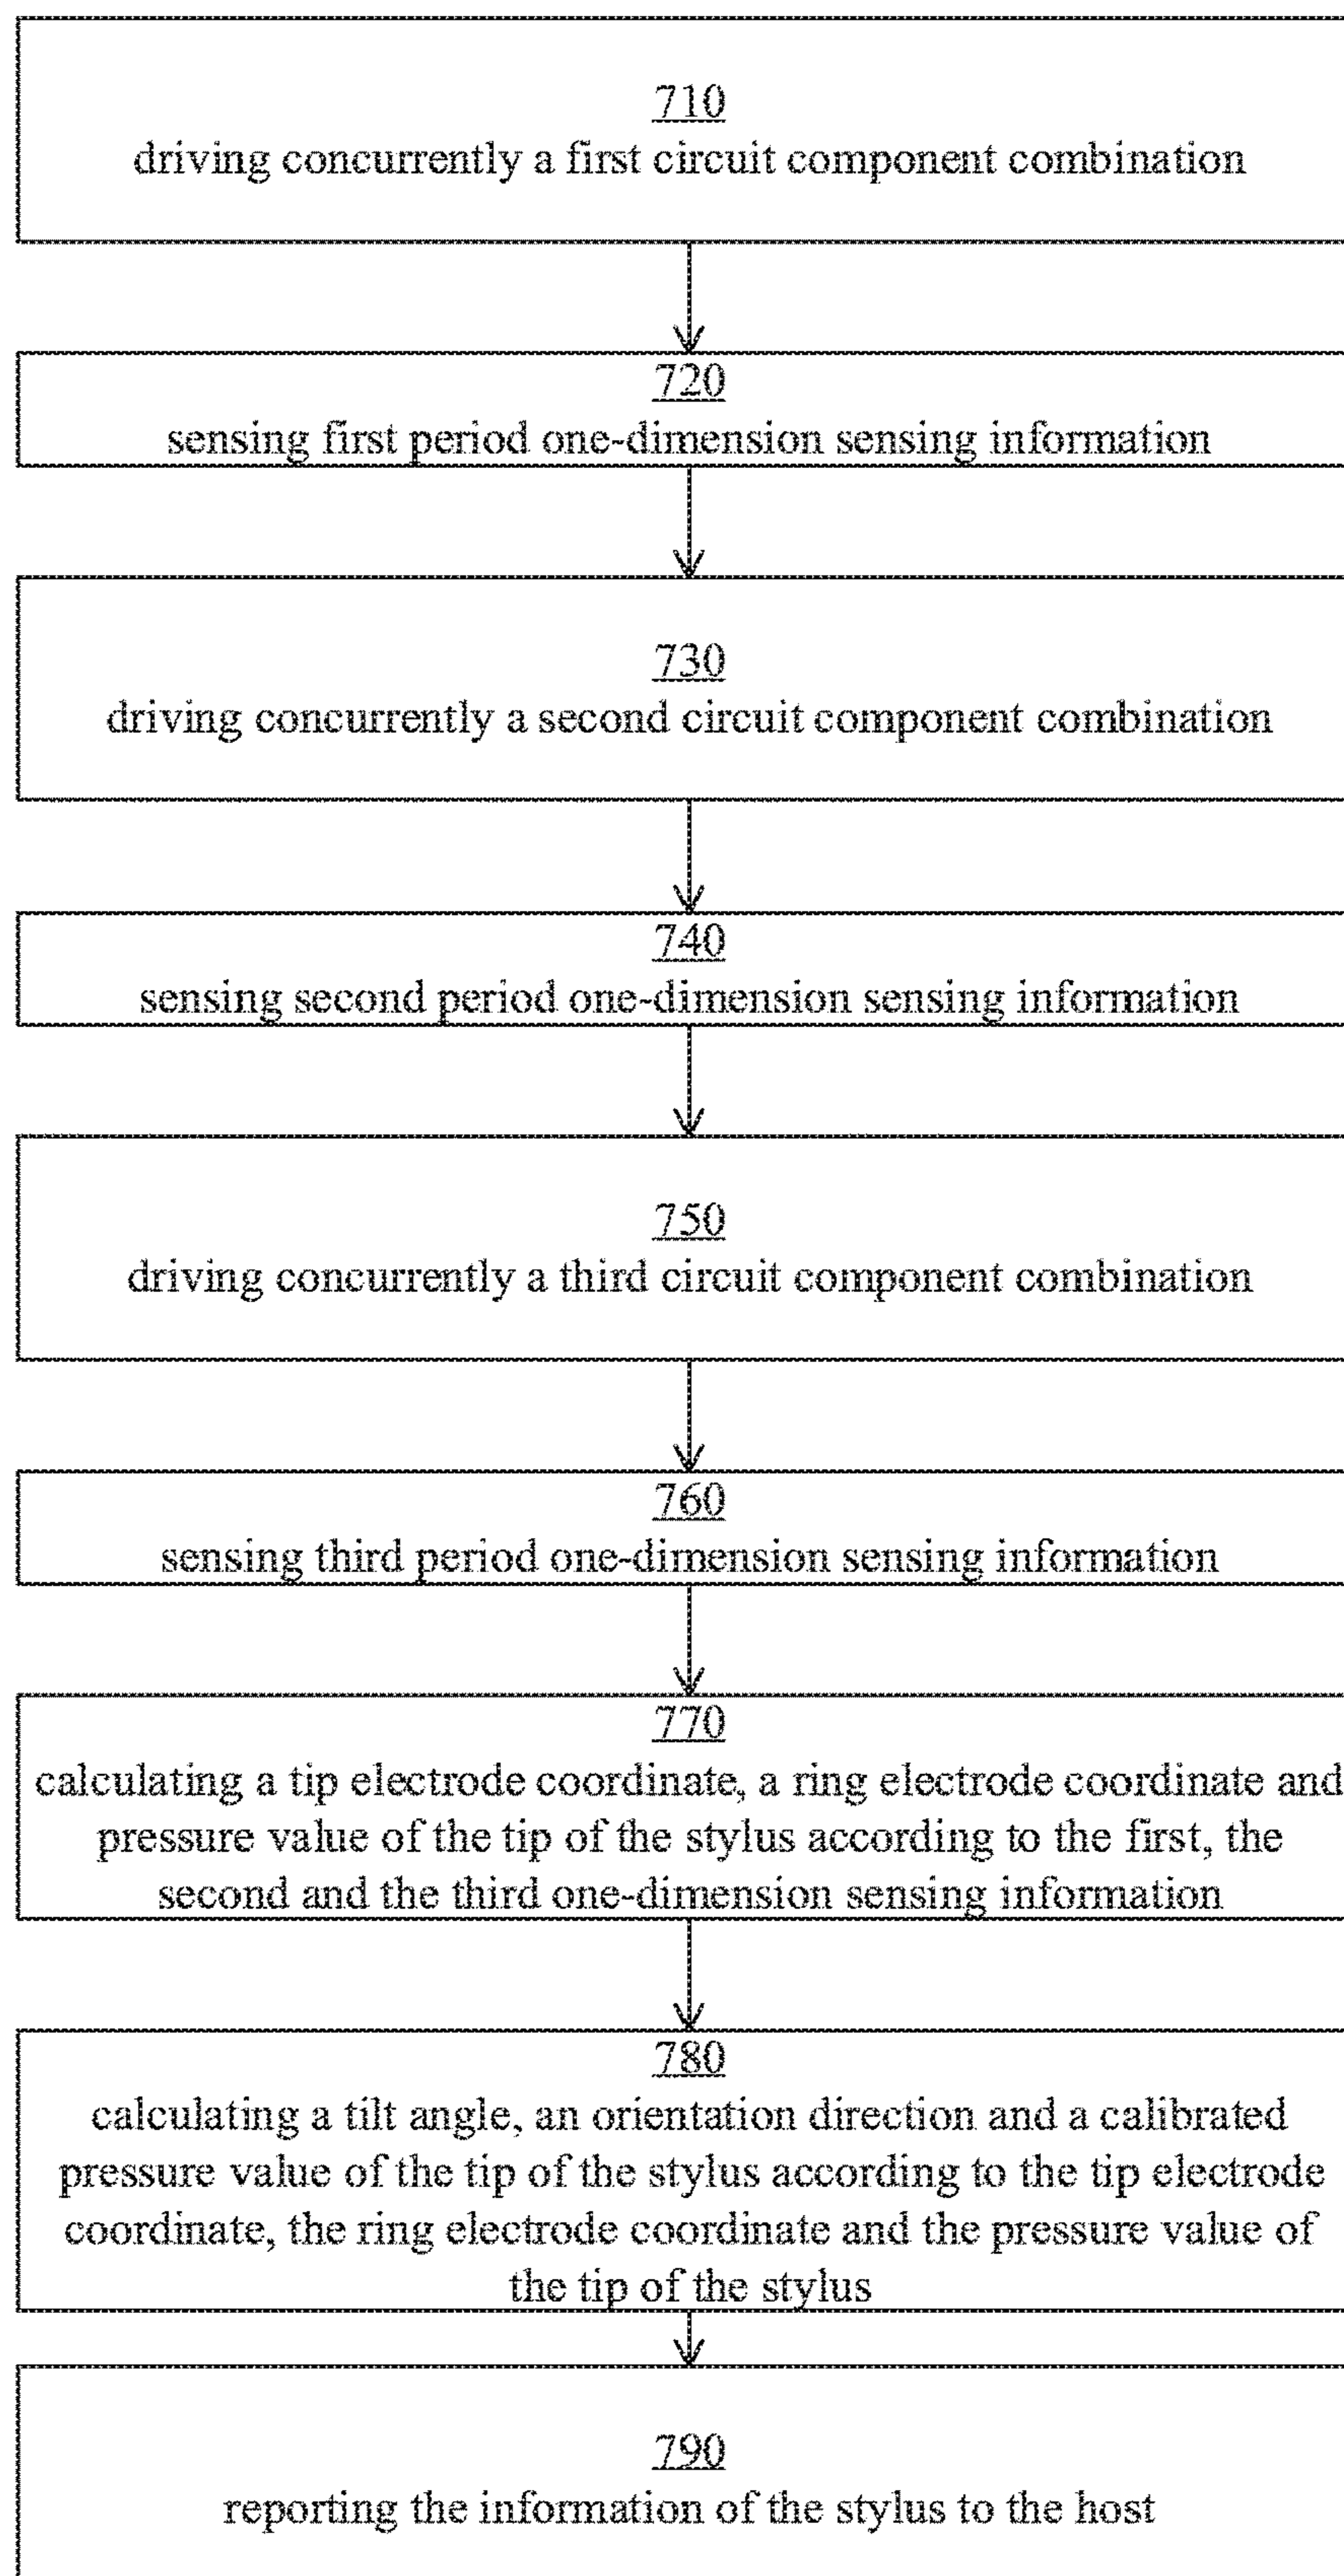 710
driving concurrently a first circuit component combination
720
sensing first period one-dimension sensing information
730
driving concurrently a second circuit component combination
740
sensing second period one-dimension sensing information
750
driving concurrently a third circuit component combination
760
sensing third period one-dimension sensing information
770
calculating a tip electrode coordinate, a ring electrode coordinate and
pressure value of the tip of the stylus according to the first, the
second and the third one-dimension sensing information
780
calculating a tilt angle, an orientation direction and a calibrated
pressure value of the tip of the stylus according to the tip electrode
coordinate, the ring electrode coordinate and the pressure value of
the tip of the stylus
790
reporting the information of the stylus to the host